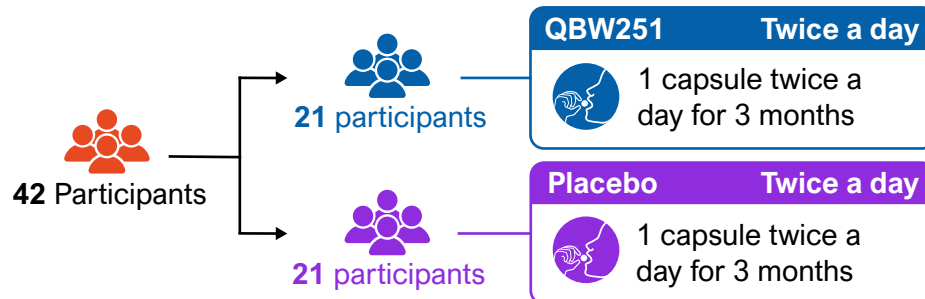 42 Participants
21 participants
QBW251 Twice a day
1 capsule twice a
day for 3 months
21 participants
Placebo Twice a day
1 capsule twice a
day for 3 months